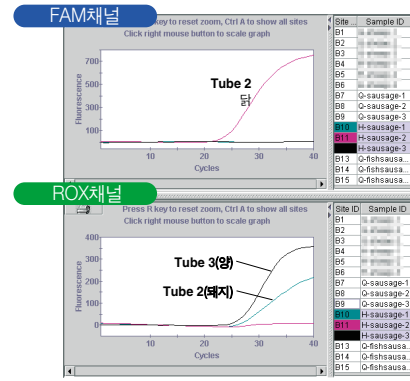 FAM채널
key to reset zoom, Ctrl A to show all sites
Click right mouse button to scale graph
Site ... Sample ID
B1
B2
B3
B4
B5
B6
B7 Q-sausage-1
B8 Q-sausage-2
B9 Q-sausage-3
B10 H-sausage-1
B11 H-sausage-2
H-sausage-3
B13 Q-fishsausa...
B14 Q-fishsausa...
B15 Q-fishsausa...
Fluorescence
700
500
300
100
Tube 2
닭
10 20 30 40
Cycles
ROX채널
Press R key to reset zoom, Ctrl A to show all sites
Click right mouse button to scale graph
Site ID Sample ID
B1
B2
B3
B4
B5
B6
B7 Q-sausage-1
B8 Q-sausage-2
B9 Q-sausage-3
B10 H-sausage-1
B11 H-sausage-2
H-sausage-3
B13 Q-fishsausa...
B14 Q-fishsausa...
B15 Q-fishsausa...
Fluorescence
400
300
200
100
0
Tube 3(양)
Tube 2(돼지)
10 20 30 40
Cycles